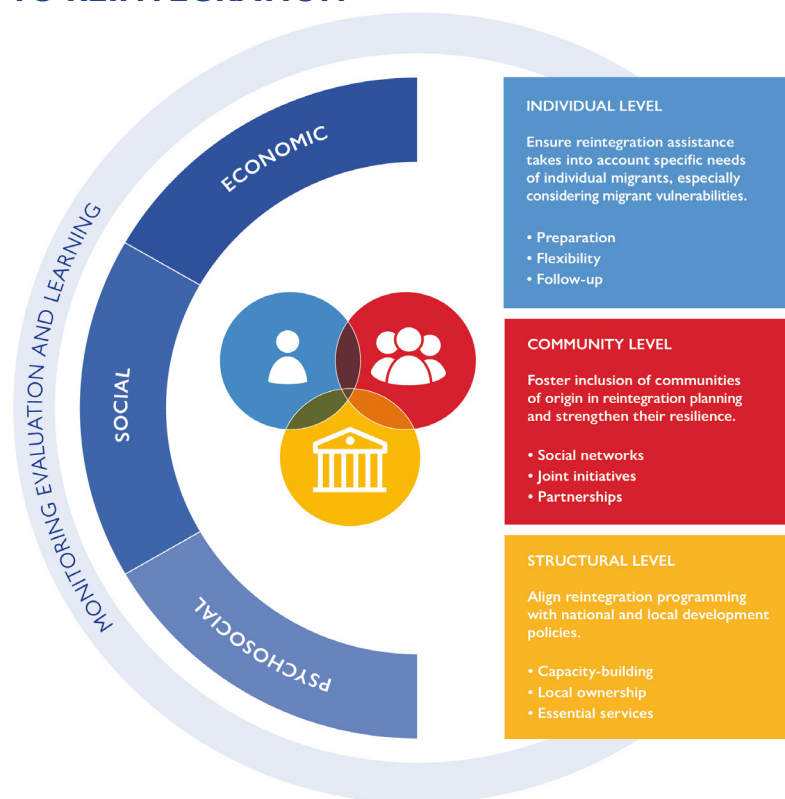 TO REINTEGRATION
MONITORING EVALUATION AND LEARNING
ECONOMIC
SOCIAL
PSYCHOSOCIAL
INDIVIDUAL LEVEL
Ensure reintegration assistance
takes into account specific needs
of individual migrants, especially
considering migrant vulnerabilities.
• Preparation
• Flexibility
• Follow-up
COMMUNITY LEVEL
Foster inclusion of communities
of origin in reintegration planning
and strengthen their resilience.
• Social networks
• Joint initiatives
• Partnerships
STRUCTURAL LEVEL
Align reintegration programming
with national and local development
policies.
• Capacity-building
• Local ownership
• Essential services